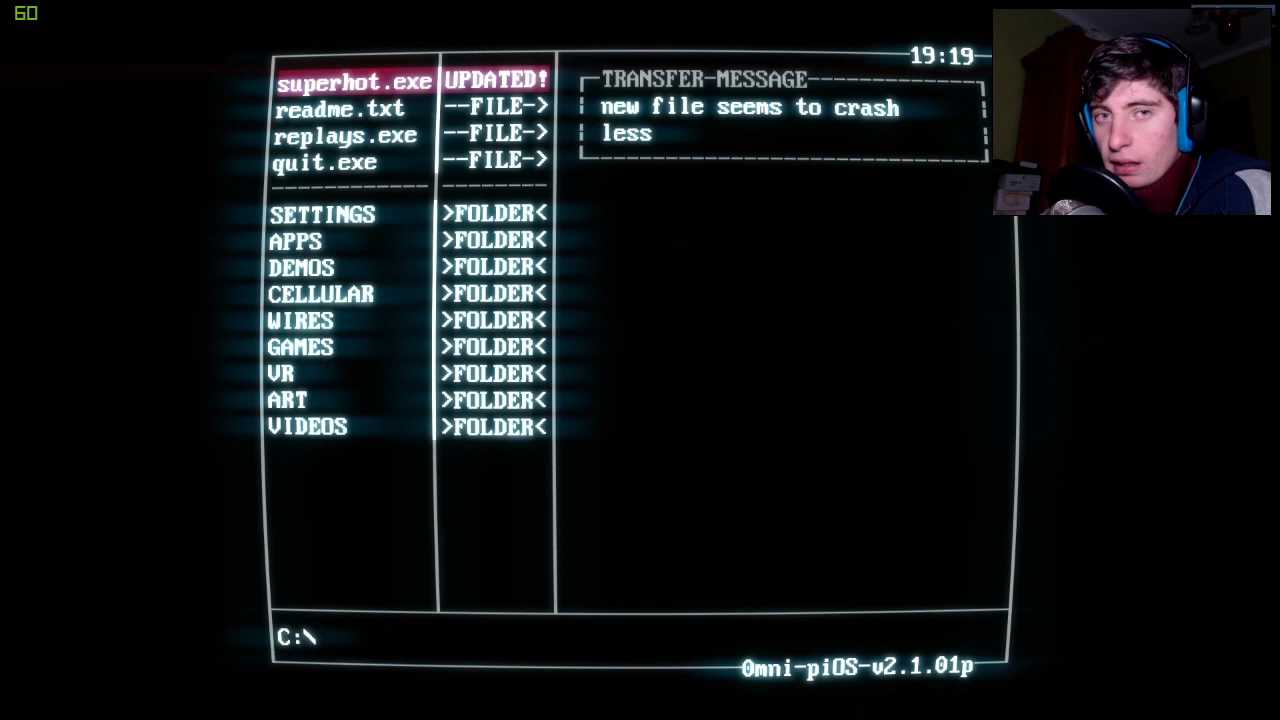 60
19:19
superhot.exe UPDATED!
readme.txt --FILE->
replays.exe --FILE->
quit.exe --FILE->
SETTINGS >FOLDER<
APPS >FOLDER<
DEMOS >FOLDER<
CELLULAR >FOLDER<
WIRES >FOLDER<
GAMES >FOLDER<
VR >FOLDER<
ART >FOLDER<
VIDEOS >FOLDER<
TRANSFER-MESSAGE
new file seems to crash
less
C:\
0mni-piOS-v2.1.01p